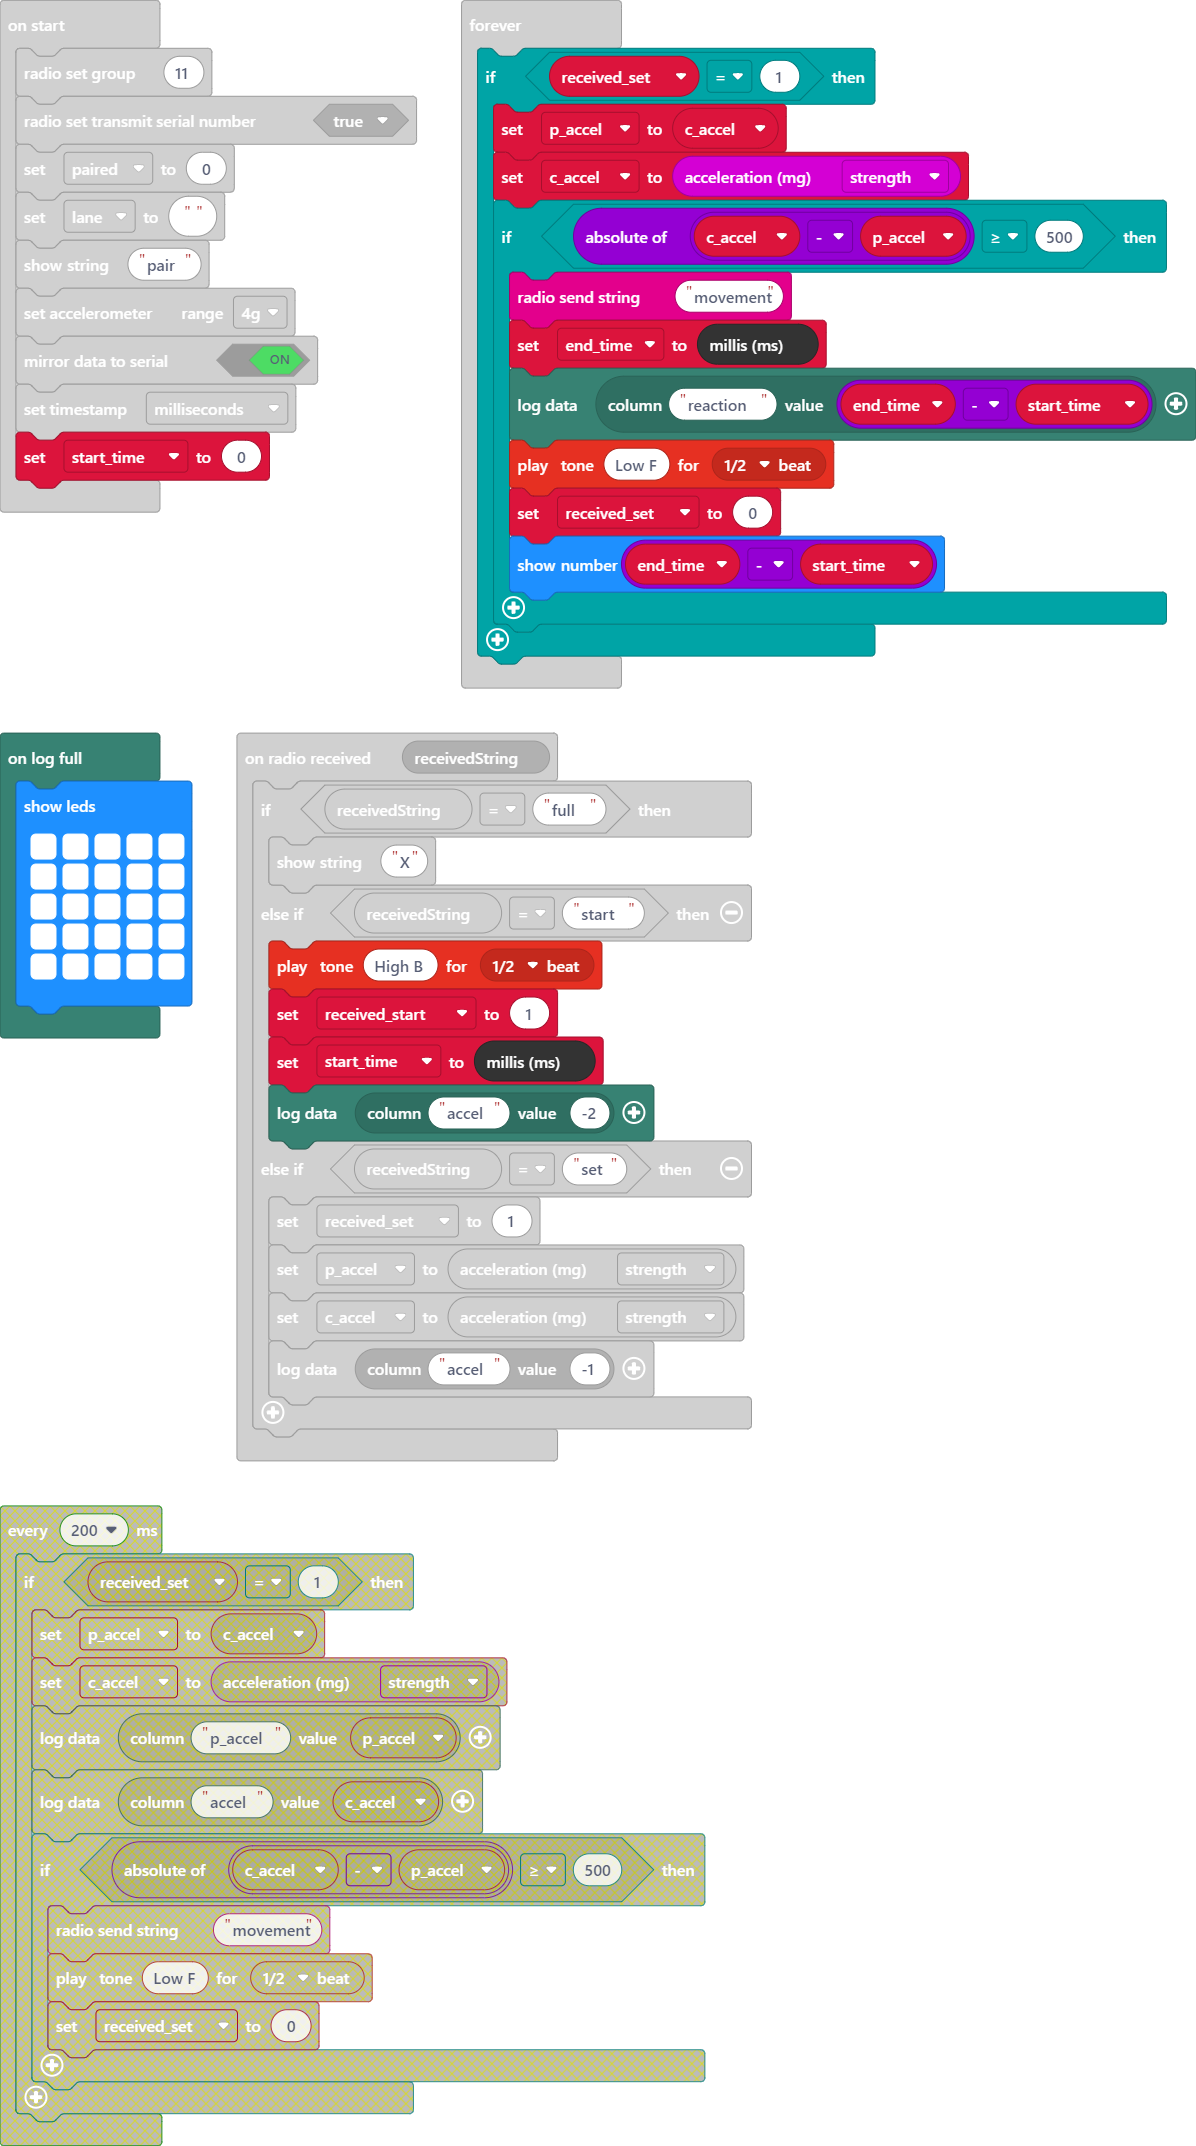 on start
radio set group 11
radio set transmit serial number true
set paired to 0
set lane to " "
show string "pair "
set accelerometer range 4g
mirror data to serial ON
set timestamp milliseconds
set start_time to 0
forever
if received_set = 1 then
set p_accel to c_accel
set c_accel to acceleration (mg) strength
if absolute of c_accel - p_accel ≥ 500 then
radio send string "movement"
set end_time to millis (ms)
log data column "reaction " value end_time - start_time
play tone Low F for 1/2 beat
set received_set to 0
show number end_time - start_time
on log full
show leds
on radio received receivedString
if receivedString = "full " then
show string "X"
else if receivedString = "start " then
play tone High B for 1/2 beat
set received_start to 1
set start_time to millis (ms)
log data column "accel " value -2
else if receivedString = "set " then
set received_set to 1
set p_accel to acceleration (mg) strength
set c_accel to acceleration (mg) strength
log data column "accel " value -1
every 200 ms
if received_set = 1 then
set p_accel to c_accel
set c_accel to acceleration (mg) strength
log data column "p_accel " value p_accel
log data column "accel " value c_accel
if absolute of c_accel - p_accel ≥ 500 then
radio send string "movement"
play tone Low F for 1/2 beat
set received_set to 0